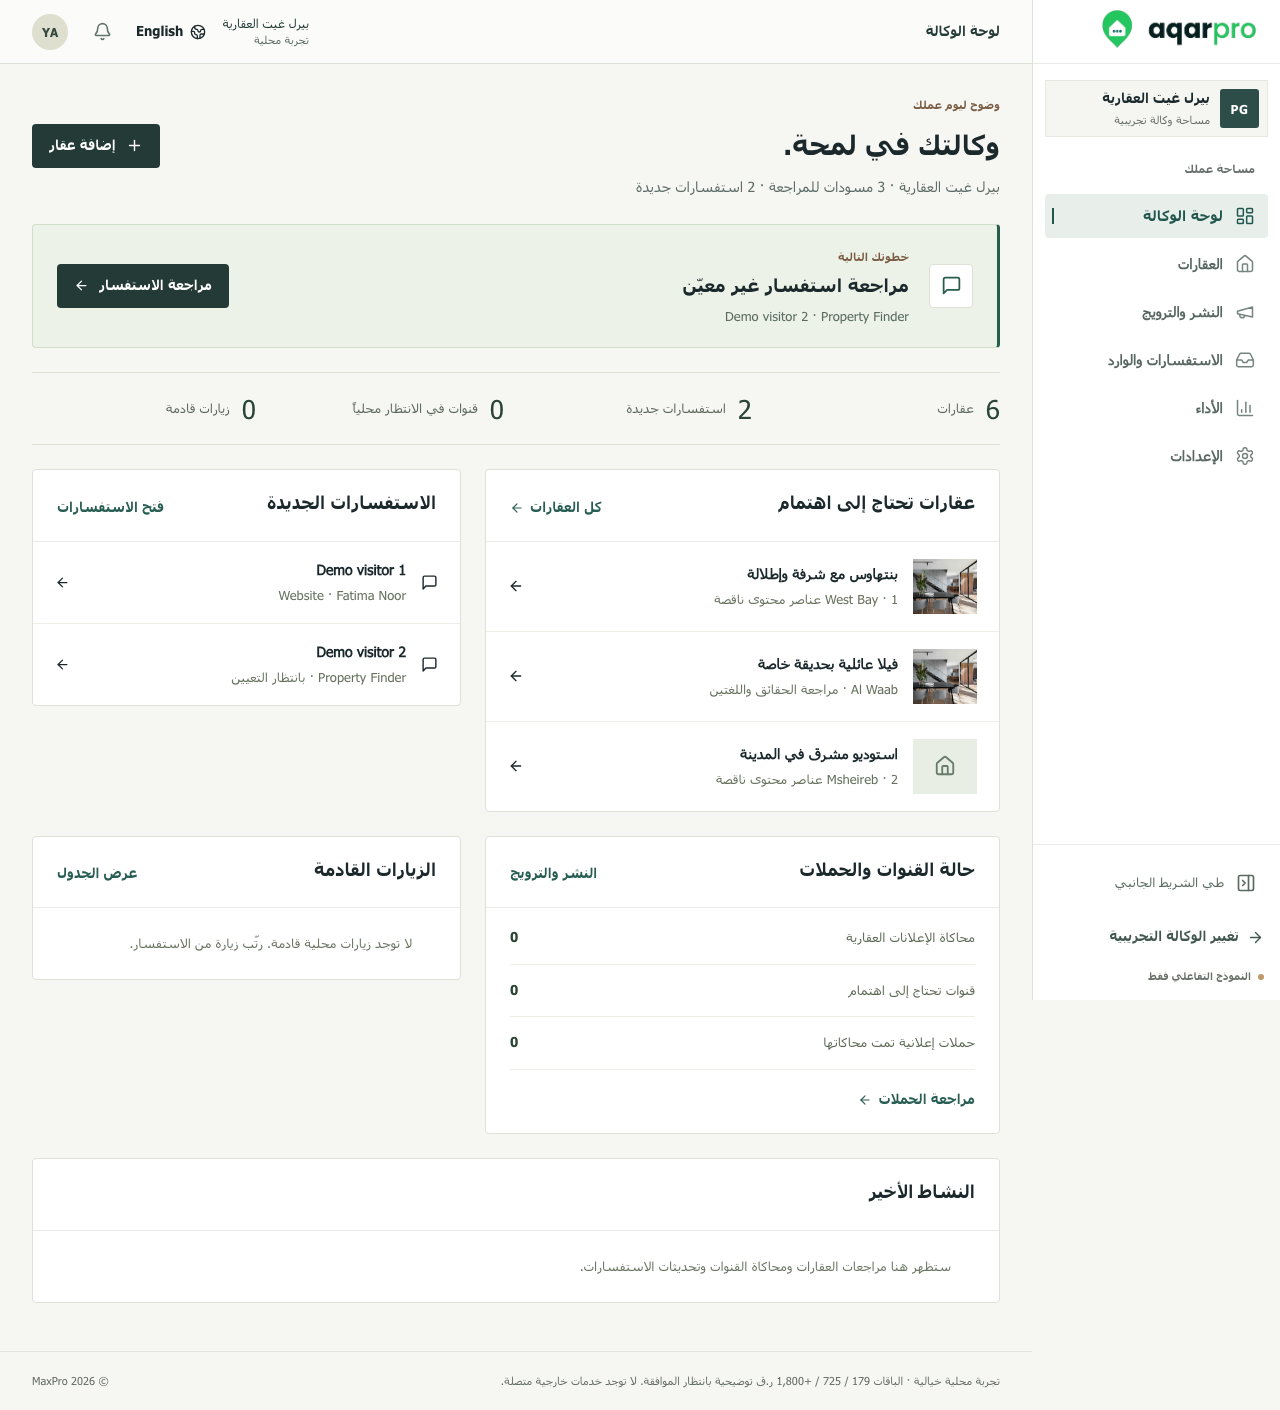 aqarpro
PG
بيرل غيت العقارية
مساحة وكالة تجريبية
مساحة عملك
لوحة الوكالة
العقارات
النشر والترويج
الاستفسارات والوارد
الأداء
الإعدادات
طي الشريط الجانبي
تغيير الوكالة التجريبية
النموذج التفاعلي فقط
لوحة الوكالة
بيرل غيت العقارية
تجربة محلية
English
YA
وضوح ليوم عملك
وكالتك في لمحة.
بيرل غيت العقارية · 3 مسودات للمراجعة · 2 استفسارات جديدة
إضافة عقار
خطوتك التالية
مراجعة استفسار غير معيّن
Demo visitor 2 · Property Finder
مراجعة الاستفسار
6 عقارات
2 استفسارات جديدة
0 قنوات في الانتظار محلياً
0 زيارات قادمة
عقارات تحتاج إلى اهتمام
كل العقارات
بنتهاوس مع شرفة وإطلالة
West Bay · 1 عناصر محتوى ناقصة
فيلا عائلية بحديقة خاصة
Al Waab · مراجعة الحقائق واللغتين
استوديو مشرق في المدينة
Msheireb · 2 عناصر محتوى ناقصة
الاستفسارات الجديدة
فتح الاستفسارات
Demo visitor 1
Website · Fatima Noor
Demo visitor 2
Property Finder · بانتظار التعيين
حالة القنوات والحملات
النشر والترويج
محاكاة الإعلانات العقارية 0
قنوات تحتاج إلى اهتمام 0
حملات إعلانية تمت محاكاتها 0
مراجعة الحملات
الزيارات القادمة
عرض الجدول
لا توجد زيارات محلية قادمة. رتّب زيارة من الاستفسار.
النشاط الأخير
ستظهر هنا مراجعات العقارات ومحاكاة القنوات وتحديثات الاستفسارات.
تجربة محلية خيالية · الباقات 179 / 725 / +1,800 ر.ق توضيحية بانتظار الموافقة. لا توجد خدمات خارجية متصلة.
© 2026 MaxPro